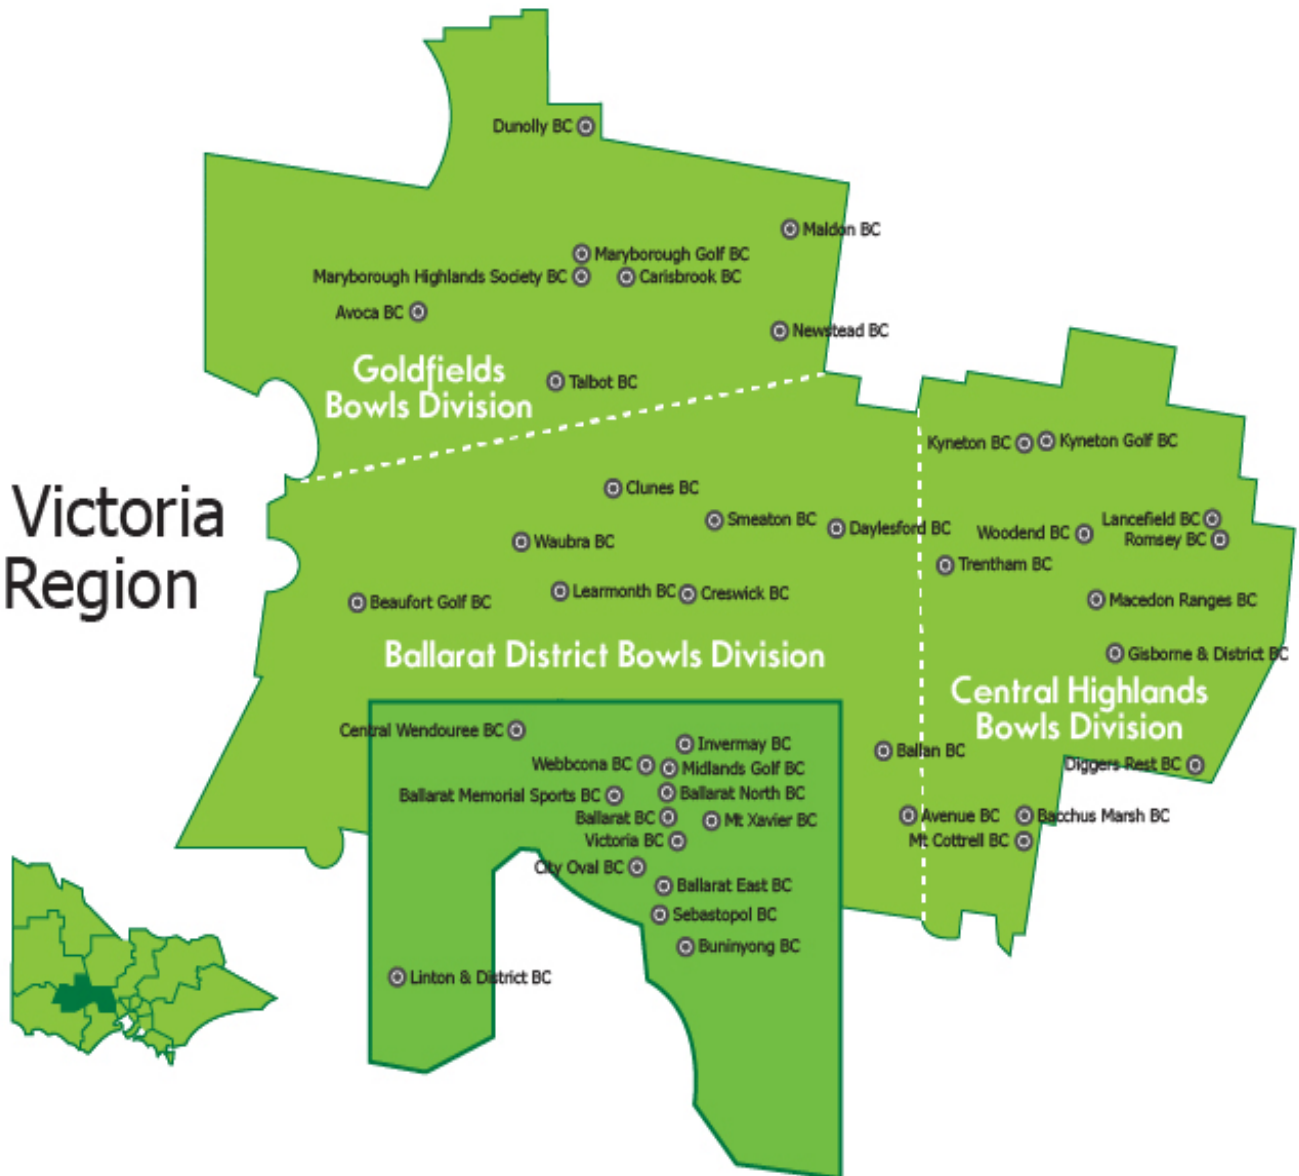 Dunolly BC
Maldon BC
Maryborough Golf BC
Maryborough Highlands Society BC
Carisbrook BC
Avoca BC
Newstead BC
Goldfields
Bowls Division
Talbot BC
Kyneton BC
Kyneton Golf BC
Victoria
Region
Clunes BC
Smeaton BC
Daylesford BC
Waubra BC
Woodend BC
Lancefield BC
Romsey BC
Trentham BC
Learmonth BC
Creswick BC
Beaufort Golf BC
Macedon Ranges BC
Ballarat District Bowls Division
Gisborne & District BC
Central Highlands
Bowls Division
Central Wendouree BC
Invermay BC
Ballan BC
Webbcona BC
Midlands Golf BC
Diggers Rest BC
Ballarat Memorial Sports BC
Ballarat North BC
Ballarat BC
Mt Xavier BC
Avenue BC
Bacchus Marsh BC
Victoria BC
Mt Cottrell BC
City Oval BC
Ballarat East BC
Sebastopol BC
Buninyong BC
Linton & District BC